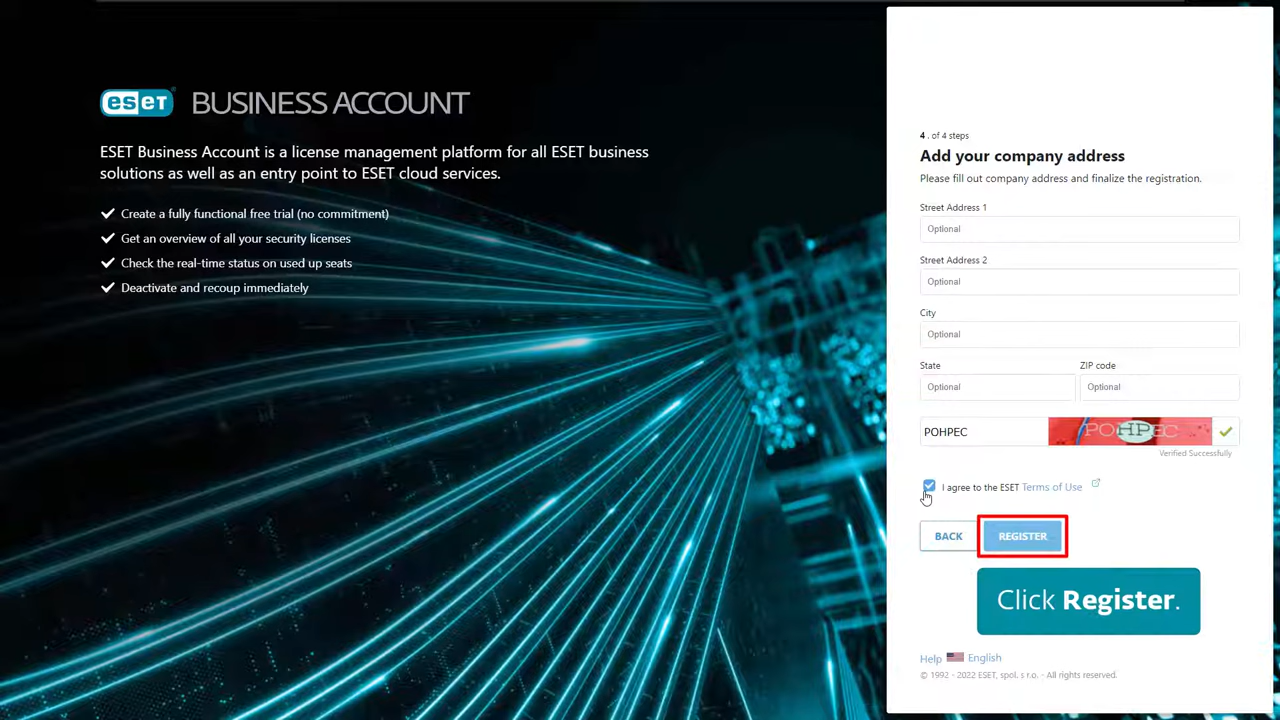 eset® BUSINESS ACCOUNT
ESET Business Account is a license management platform for all ESET business
solutions as well as an entry point to ESET cloud services.
Create a fully functional free trial (no commitment)
Get an overview of all your security licenses
Check the real-time status on used up seats
Deactivate and recoup immediately
4 . of 4 steps
Add your company address
Please fill out company address and finalize the registration.
Street Address 1
Optional
Street Address 2
Optional
City
Optional
State ZIP code
Optional Optional
POHPEC POHPEC
Verified Successfully
I agree to the ESET Terms of Use
BACK REGISTER
Click Register.
Help English
© 1992 - 2022 ESET, spol. s r.o. - All rights reserved.